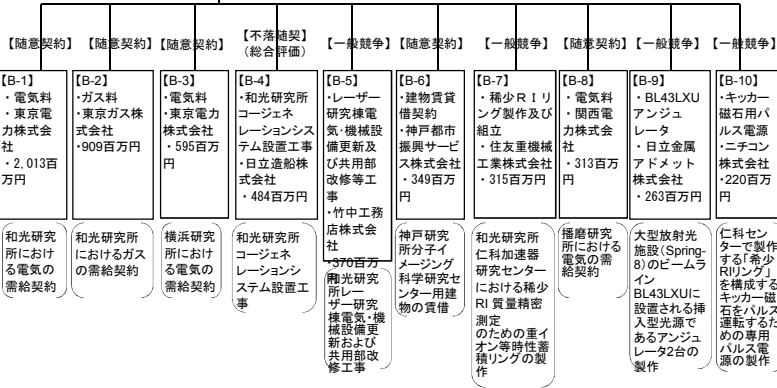 【随意契約】
【B-1】
・電気料
・東京電
力株式会
社
・2,013百
万円
和光研究
所におけ
る電気の
需給契約
【随意契約】
【B-2】
・ガス料
・東京ガス株
式会社
・909百万円
和光研究所
におけるガス
の需給契約
【随意契約】
【B-3】
・電気料
・東京電力
株式会社
・595百万
円
横浜研究
所におけ
る電気の
需給契約
【不落随契】
（総合評価）
【B-4】
・和光研究所
コージェネ
レーションシス
テム設置工事
・日立造船株
式会社
・484百万円
和光研究所
コージェネ
レーションシ
ステム設置工
事
【一般競争】
【B-5】
・レーザー
研究棟電
気・機械設
備更新及
び共用部
改修等工
事
・竹中工務
店株式会
社
・370百万
円
和光研究
所レー
ザー研究
棟電気・機
械設備更
新および
共用部改
修工事
【随意契約】
【B-6】
・建物賃貸
借契約
・神戸都市
振興サービ
ス株式会社
・349百万
円
神戸研究
所分子イ
メージング
科学研究セ
ンター用建
物の賃借
【一般競争】
【B-7】
・稀少ＲＩリ
ング製作及び
組立
・住友重機械
工業株式会社
・315百万円
和光研究所
仁科加速器
研究センター
における稀少
RI 質量精密
測定
のための重イ
オン等時性蓄
積リングの製
作
【随意契約】
【B-8】
・電気料
・関西電
力株式会
社
・313百万
円
播磨研究
所における
電気の需
給契約
【一般競争】
【B-9】
・BL43LXU
アンジュ
レータ
・日立金属
アドメット
株式会社
・263百万円
大型放射光
施設（Spring-
8）のビームラ
イン
BL43LXUに
設置される挿
入型光源で
あるアンジュ
レータ2台の
製作
【一般競争】
【B-10】
・キッカー
磁石用パ
ルス電源
・ニチコン
株式会社
・220百万
円
仁科セン
ターで製作
する「希少
RIリング」
を構成する
キッカー磁
石をパルス
運転するた
めの専用
パルス電
源の製作